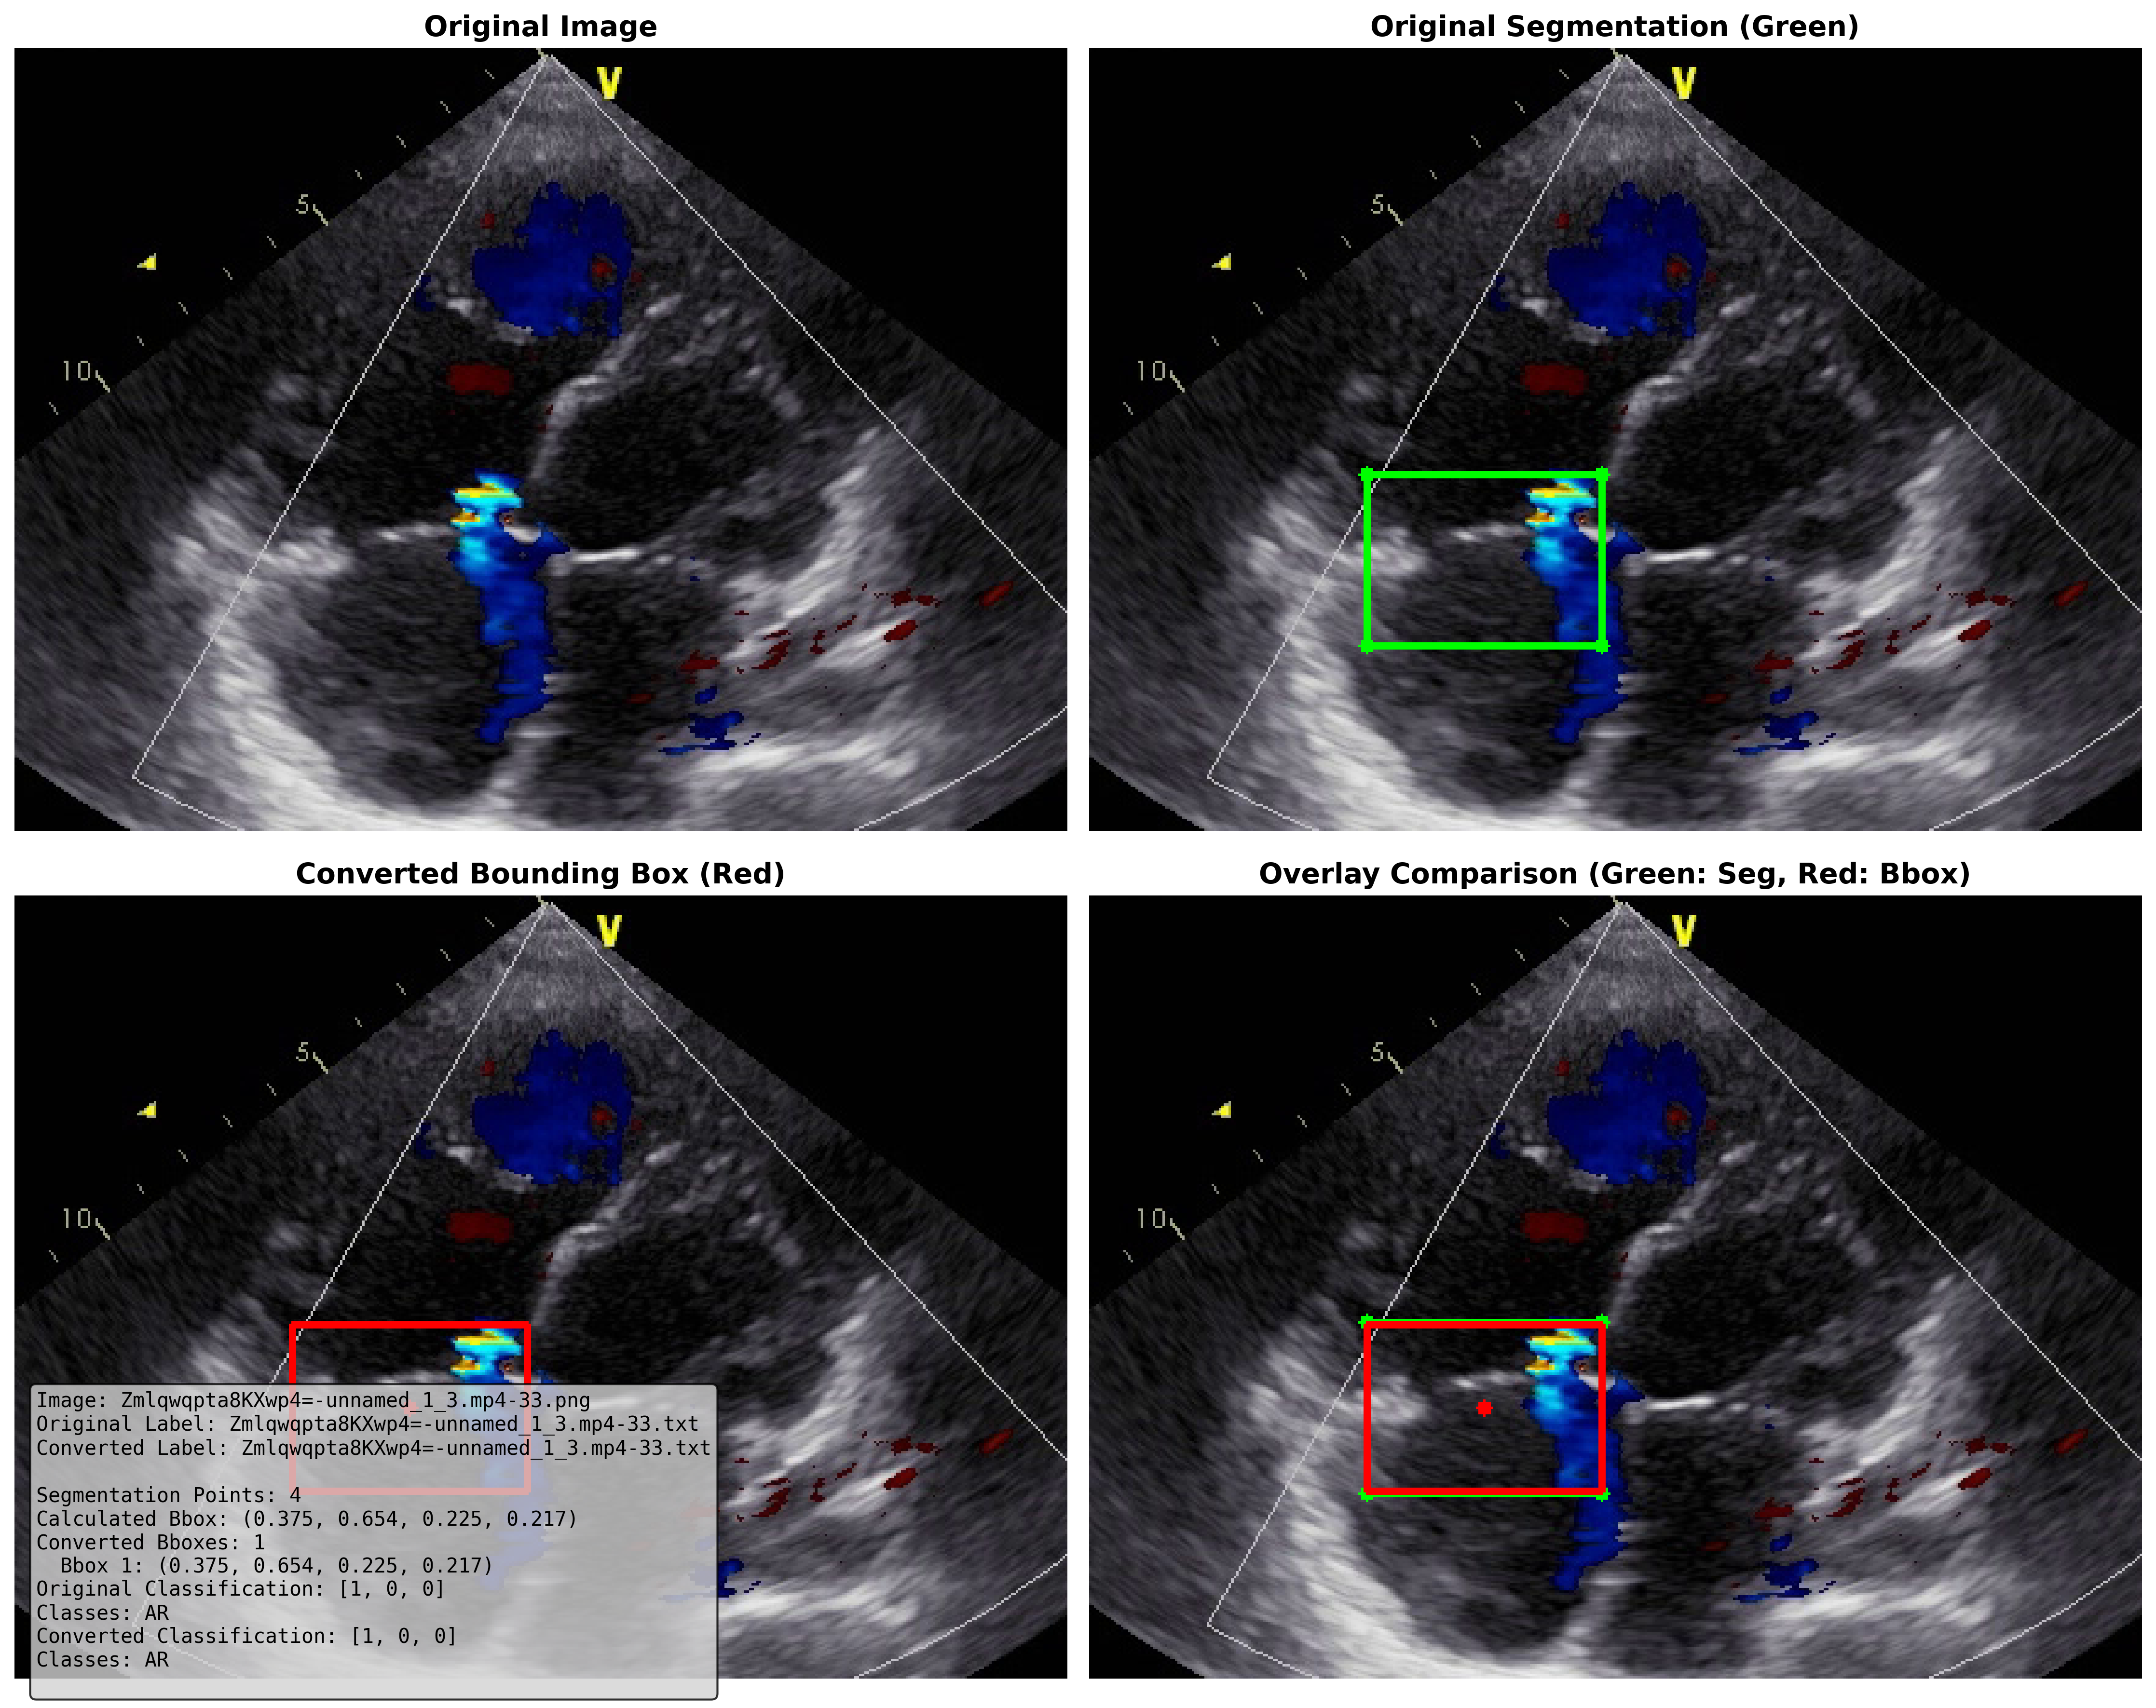 Original Image
V
5
10
Original Segmentation (Green)
V
5
10
Converted Bounding Box (Red)
V
5
10
Image: Zmlqwqpta8KXwp4=-unnamed_1_3.mp4-33.png
Original Label: Zmlqwqpta8KXwp4=-unnamed_1_3.mp4-33.txt
Converted Label: Zmlqwqpta8KXwp4=-unnamed_1_3.mp4-33.txt
Segmentation Points: 4
Calculated Bbox: (0.375, 0.654, 0.225, 0.217)
Converted Bboxes: 1
Bbox 1: (0.375, 0.654, 0.225, 0.217)
Original Classification: [1, 0, 0]
Classes: AR
Converted Classification: [1, 0, 0]
Classes: AR
Overlay Comparison (Green: Seg, Red: Bbox)
V
5
10